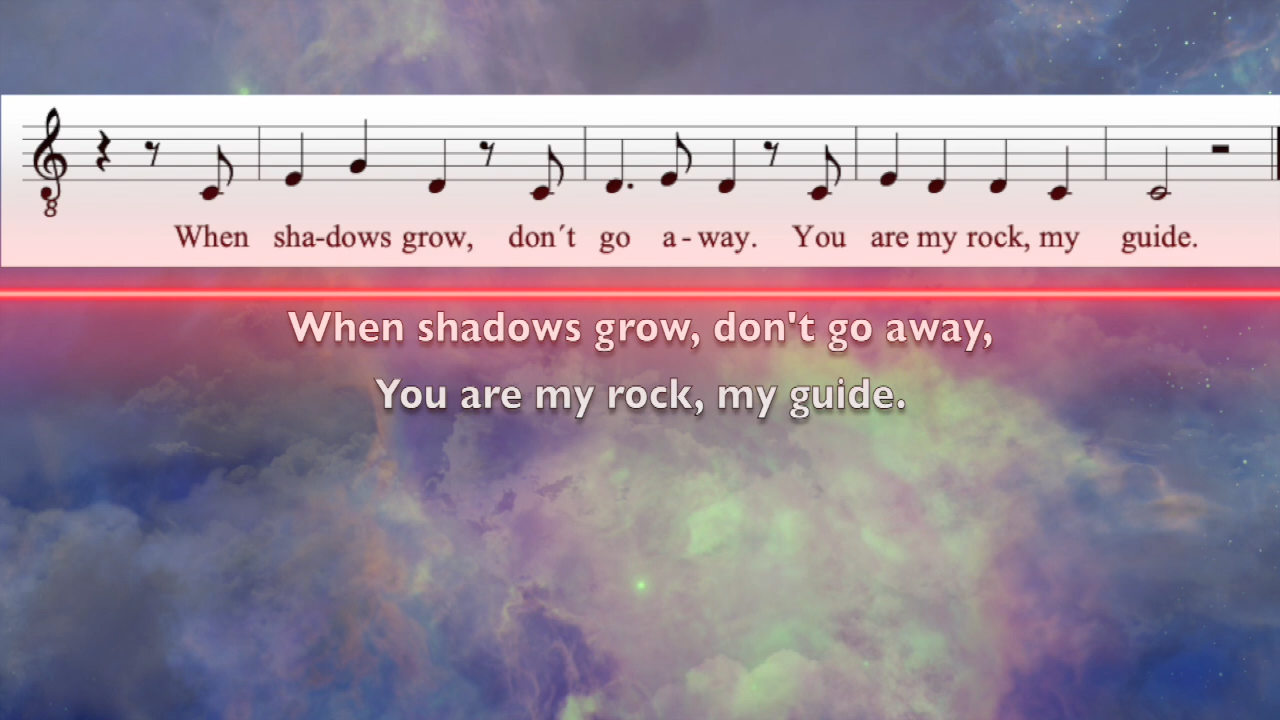 8
When sha-dows grow, don´t go a-way. You are my rock, my guide.
When shadows grow, don't go away,
You are my rock, my guide.